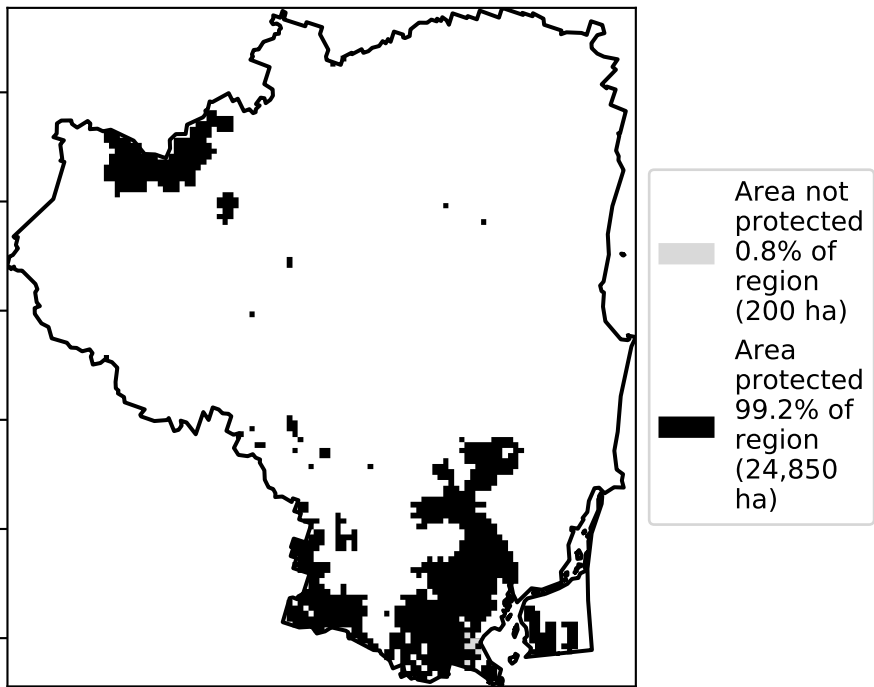 Area not
protected
0.8% of
region
(200 ha)
Area
protected
99.2% of
region
(24,850
ha)